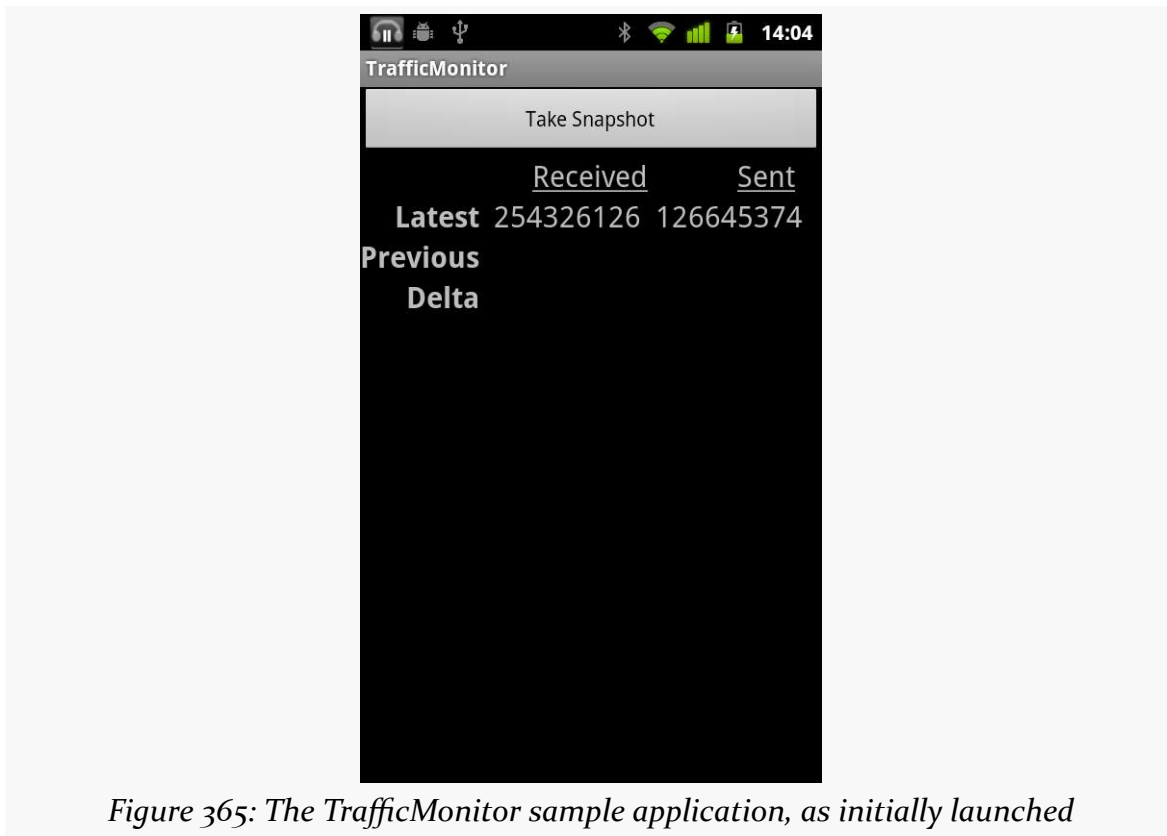 14:04
TrafficMonitor
Take Snapshot
Received Sent
Latest 254326126 126645374
Previous
Delta
Figure 365: The TrafficMonitor sample application, as initially launched